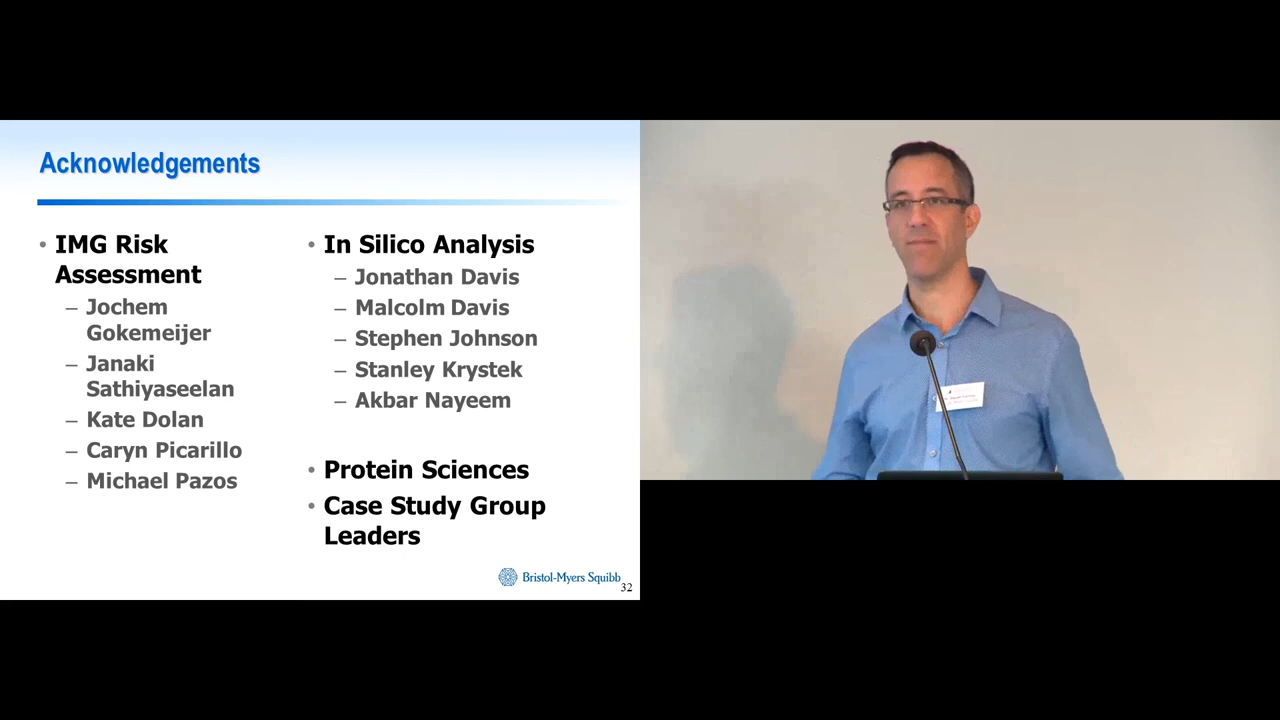 Acknowledgements
• IMG Risk
Assessment
– Jochem
Gokemeijer
– Janaki
Sathiyaseelan
– Kate Dolan
– Caryn Picarillo
– Michael Pazos
• In Silico Analysis
– Jonathan Davis
– Malcolm Davis
– Stephen Johnson
– Stanley Krystek
– Akbar Nayeem
• Protein Sciences
• Case Study Group
Leaders
Bristol-Myers Squibb
32